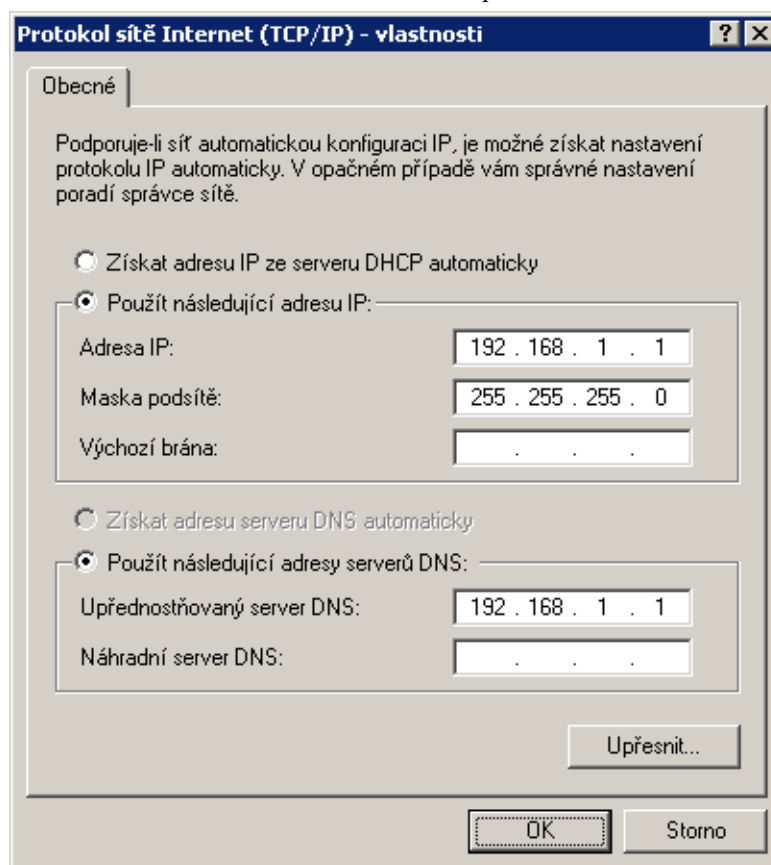 Protokol sítě Internet (TCP/IP) - vlastnosti
Obecné
Podporuje-li síť automatickou konfiguraci IP, je možné získat nastavení
protokolu IP automaticky. V opačném případě vám správné nastavení
poradí správce sítě.
Získat adresu IP ze serveru DHCP automaticky
Použít následující adresu IP:
Adresa IP: 192 . 168 . 1 . 1
Maska podsítě: 255 . 255 . 255 . 0
Výchozí brána: . . .
Získat adresu serveru DNS automaticky
Použít následující adresy serverů DNS:
Upřednostňovaný server DNS: 192 . 168 . 1 . 1
Náhradní server DNS: . . .
Upřesnit...
OK Storno